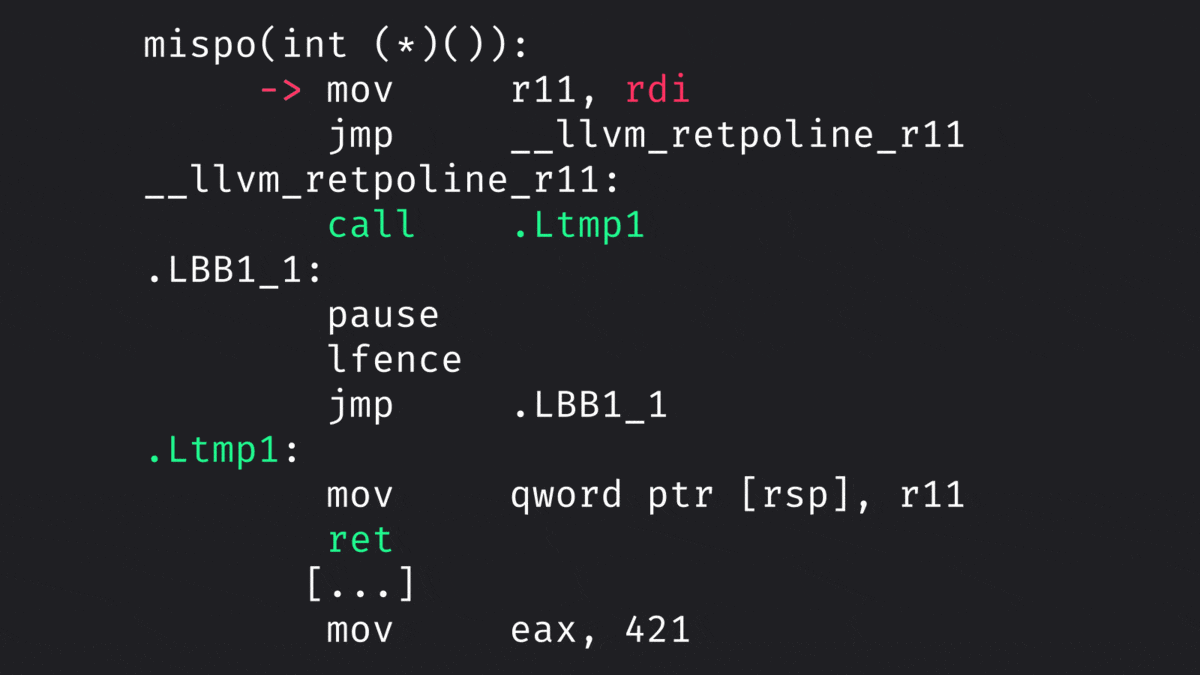 mispo(int (*)()):
-> mov r11, rdi
jmp __llvm_retpoline_r11
__llvm_retpoline_r11:
call .Ltmp1
.LBB1_1:
pause
lfence
jmp .LBB1_1
.Ltmp1:
mov qword ptr [rsp], r11
ret
[...]
mov eax, 421